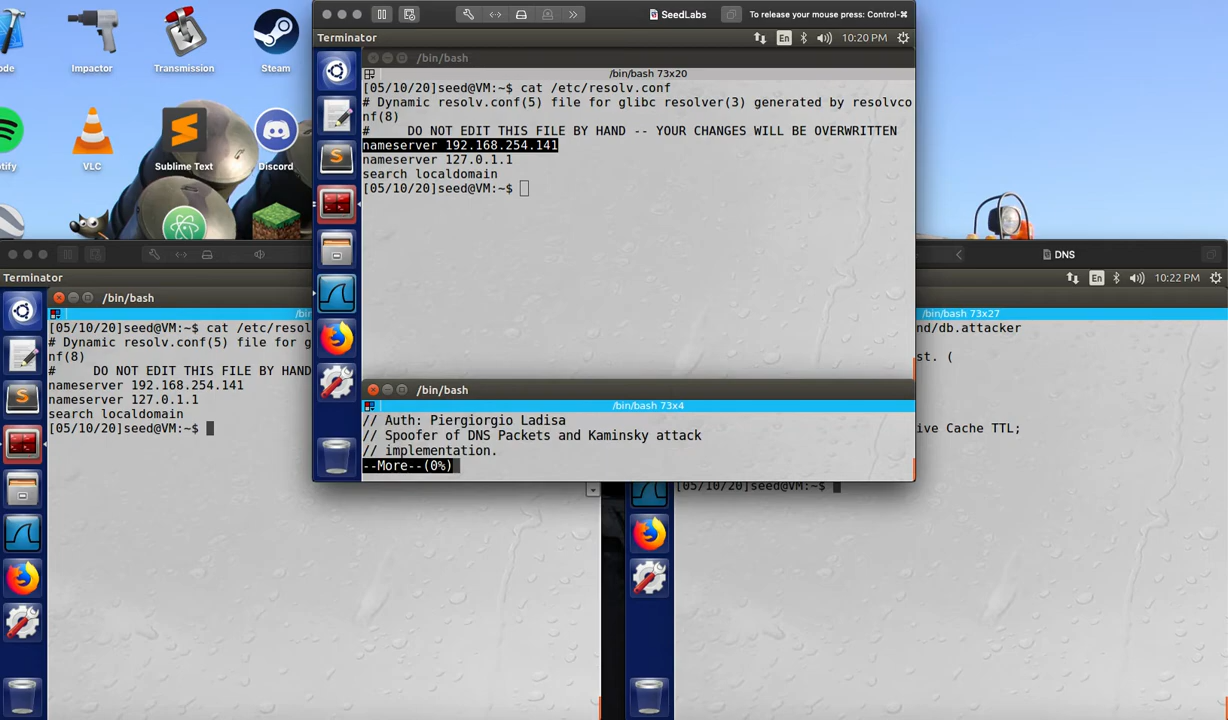 ode
Impactor
Transmission
Steam
otify
VLC
Sublime Text
Discord
SeedLabs
To release your mouse press: Control-⌘
Terminator
En
10:20 PM
/bin/bash
/bin/bash 73x20
[05/10/20]seed@VM:~$ cat /etc/resolv.conf
# Dynamic resolv.conf(5) file for glibc resolver(3) generated by resolvco
nf(8)
#     DO NOT EDIT THIS FILE BY HAND -- YOUR CHANGES WILL BE OVERWRITTEN
nameserver 192.168.254.141
nameserver 127.0.1.1
search localdomain
[05/10/20]seed@VM:~$
/bin/bash
/bin/bash 73x4
// Auth: Piergiorgio Ladisa
// Spoofer of DNS Packets and Kaminsky attack
// implementation.
--More--(0%)
Terminator
/bin/bash
/bin
[05/10/20]seed@VM:~$ cat /etc/resol
# Dynamic resolv.conf(5) file for g
nf(8)
#     DO NOT EDIT THIS FILE BY HAND
nameserver 192.168.254.141
nameserver 127.0.1.1
search localdomain
[05/10/20]seed@VM:~$
DNS
En
10:22 PM
/bin/bash 73x27
nd/db.attacker
st. (
ive Cache TTL;
[05/10/20]seed@VM:~$